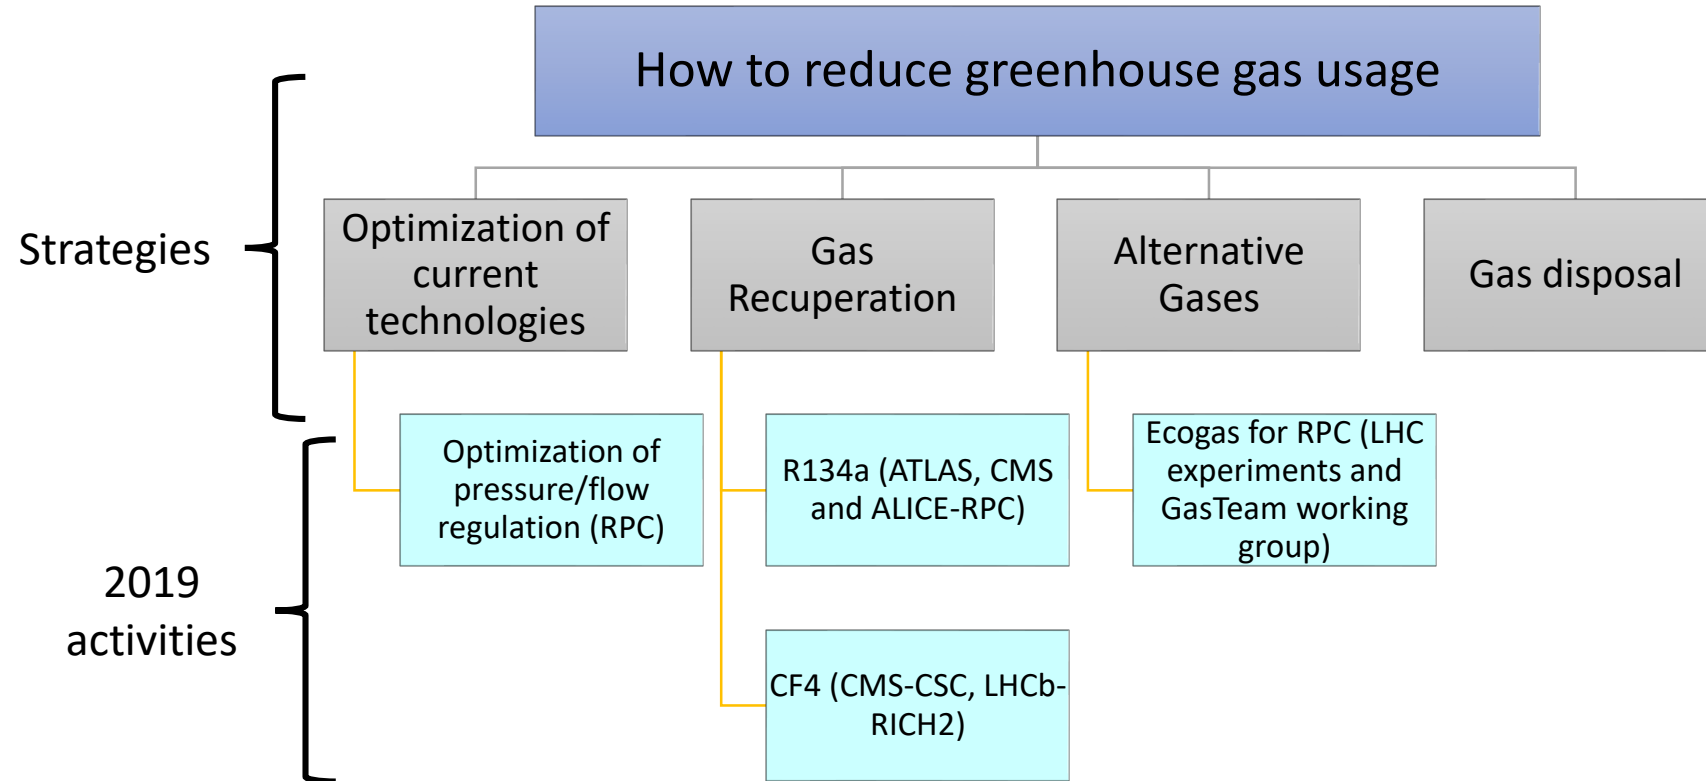 How to reduce greenhouse gas usage
Strategies
Optimization of
current
technologies
Gas
Recuperation
Alternative
Gases
Gas disposal
2019
activities
Optimization of
pressure/flow
regulation (RPC)
R134a (ATLAS, CMS
and ALICE-RPC)
Ecogas for RPC (LHC
experiments and
GasTeam working
group)
CF4 (CMS-CSC, LHCb-
RICH2)